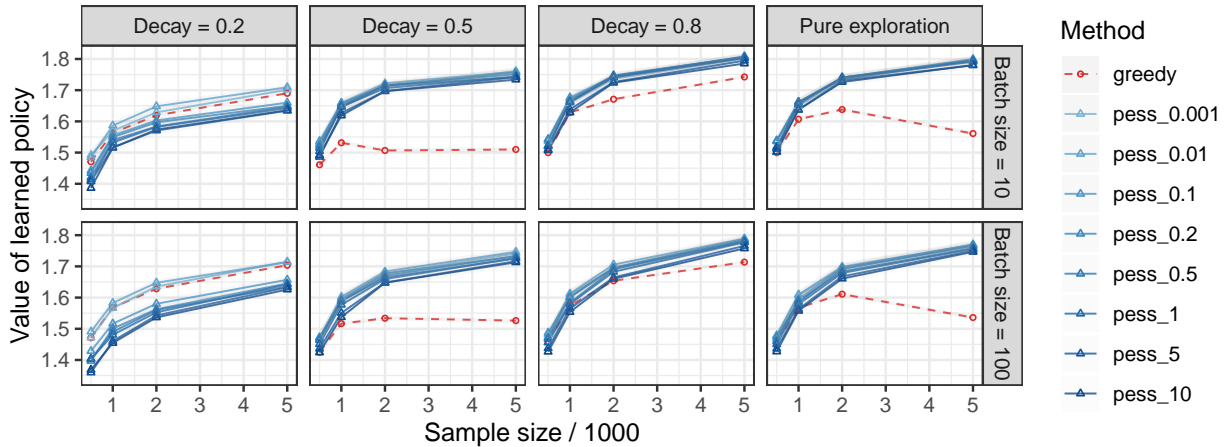 Decay = 0.2
Decay = 0.5
Decay = 0.8
Pure exploration
Value of learned policy
1.8
1.7
1.6
1.5
1.4
Batch size = 10
1.8
1.7
1.6
1.5
1.4
Batch size = 100
1 2 3 4 5
1 2 3 4 5
1 2 3 4 5
1 2 3 4 5
Sample size / 1000
Method
greedy
pess_0.001
pess_0.01
pess_0.1
pess_0.2
pess_0.5
pess_1
pess_5
pess_10